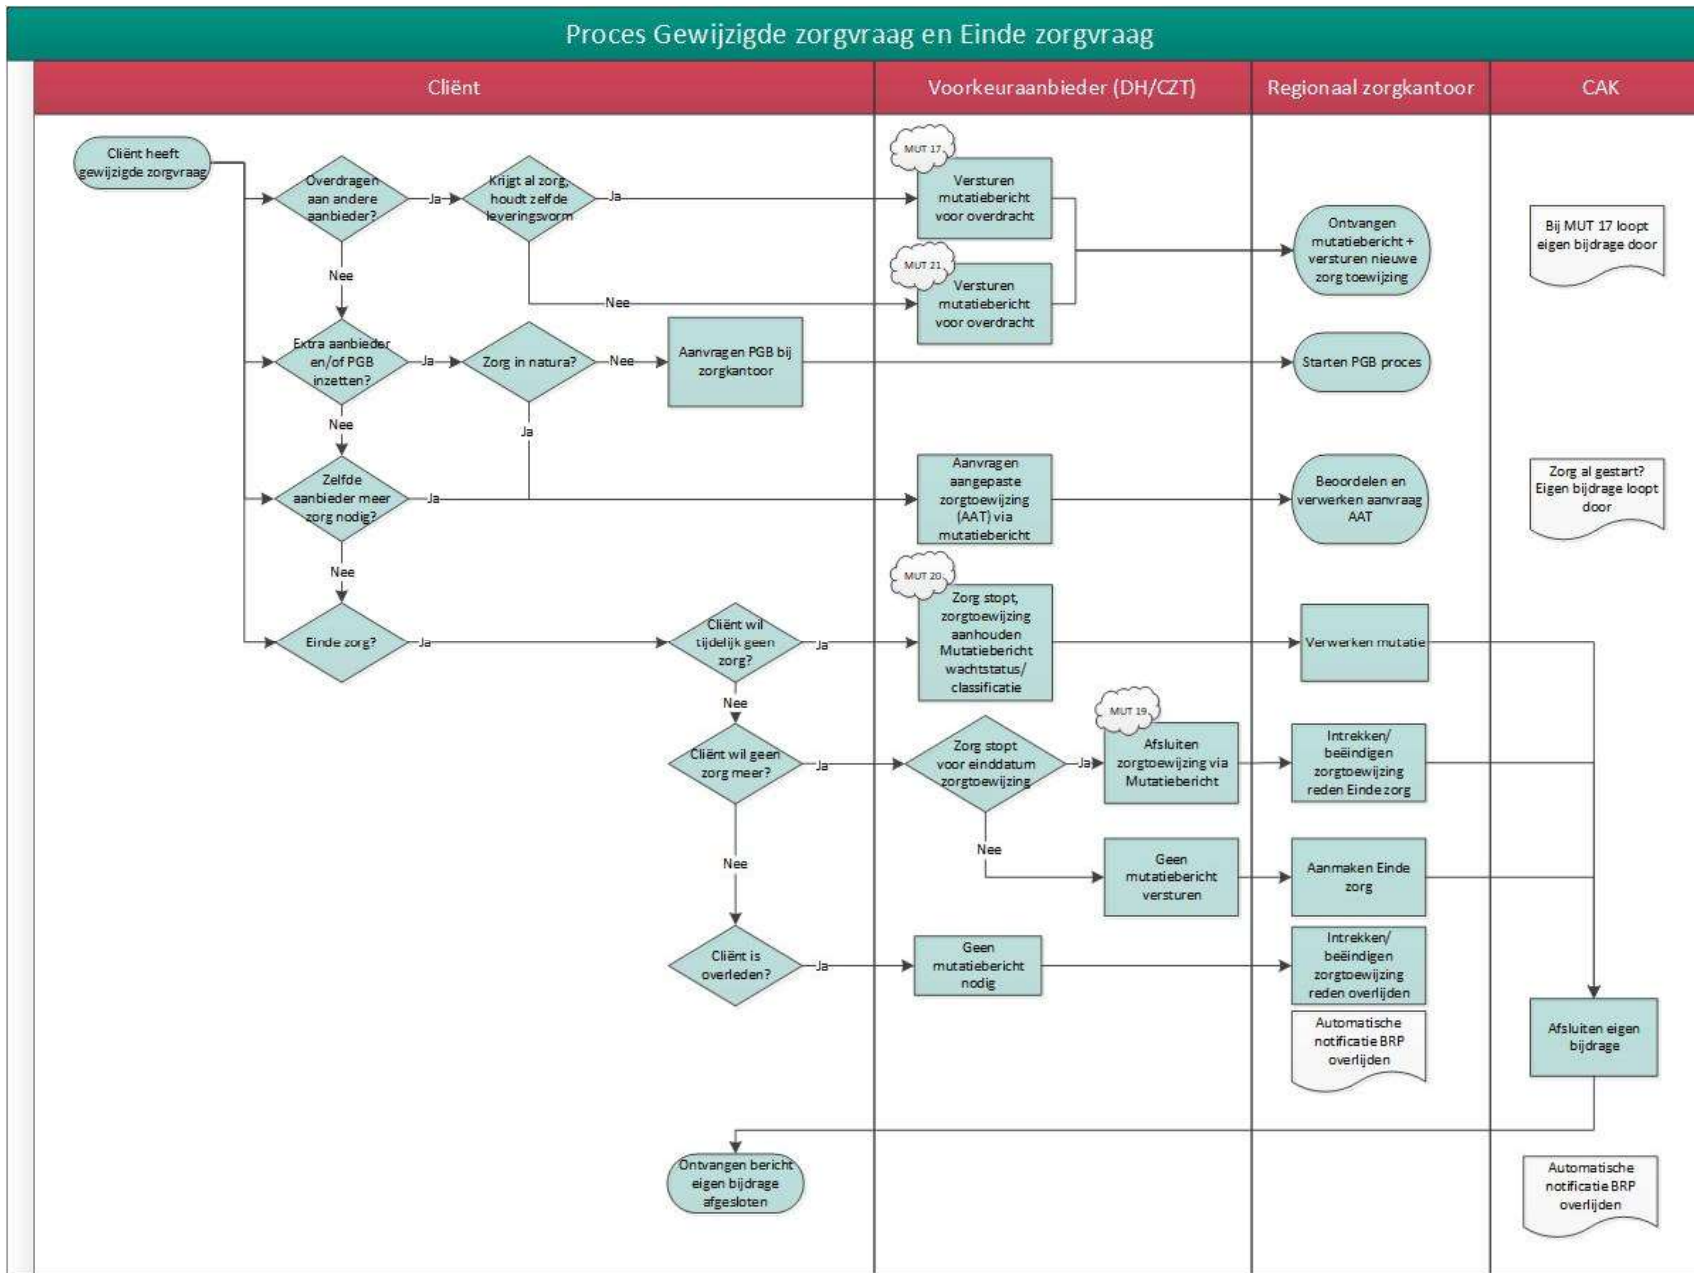 Proces Gewijzigde zorgvraag en Einde zorgvraag
Cliënt
Voorkeuraanbieder (DH/CZT)
Regionaal zorgkantoor
CAK
Cliënt heeft
gewijzigde zorgvraag
Overdragen
aan andere
aanbieder?
Ja
Krijgt al zorg,
houdt zelfde
leveringsvorm
Ja
MUT 17
Versturen
mutatiebericht
voor overdracht
Ontvangen
mutatiebericht +
versturen nieuwe
zorg toewijzing
Bij MUT 17 loopt
eigen bijdrage door
Nee
Nee
MUT 21
Versturen
mutatiebericht
voor overdracht
Extra aanbieder
en/of PGB
inzetten?
Ja
Zorg in natura?
Nee
Aanvragen PGB bij
zorgkantoor
Starten PGB proces
Nee
Ja
Zelfde
aanbieder meer
zorg nodig?
Ja
Aanvragen
aangepaste
zorgtoewijzing
(AAT) via
mutatiebericht
Beoordelen en
verwerken aanvraag
AAT
Zorg al gestart?
Eigen bijdrage loopt
door
Nee
Einde zorg?
Ja
Cliënt wil
tijdelijk geen
zorg?
Ja
MUT 20
Zorg stopt,
zorgtoewijzing
aanhouden
Mutatiebericht
wachtstatus/
classificatie
Verwerken mutatie
Nee
Cliënt wil geen
zorg meer?
Ja
Zorg stopt
voor einddatum
zorgtoewijzing
Ja
MUT 19
Afsluiten
zorgtoewijzing via
Mutatiebericht
Intrekken/
beëindigen
zorgtoewijzing
reden Einde zorg
Nee
Nee
Geen
mutatiebericht
versturen
Aanmaken Einde
zorg
Cliënt is
overleden?
Ja
Geen
mutatiebericht
nodig
Intrekken/
beëindigen
zorgtoewijzing
reden overlijden
Automatische
notificatie BRP
overlijden
Afsluiten eigen
bijdrage
Ontvangen bericht
eigen bijdrage
afgesloten
Automatische
notificatie BRP
overlijden